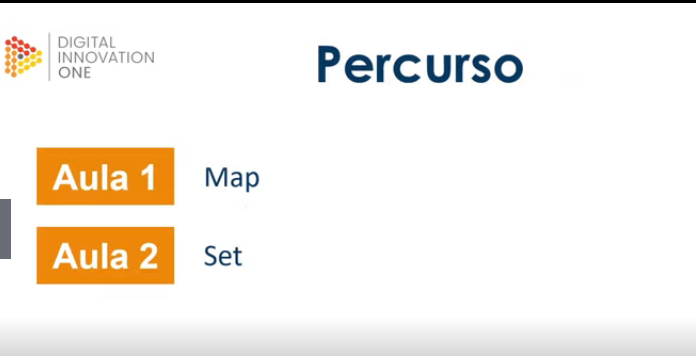 DIGITAL
INNOVATION
ONE
Percurso
Aula 1 Map
Aula 2 Set